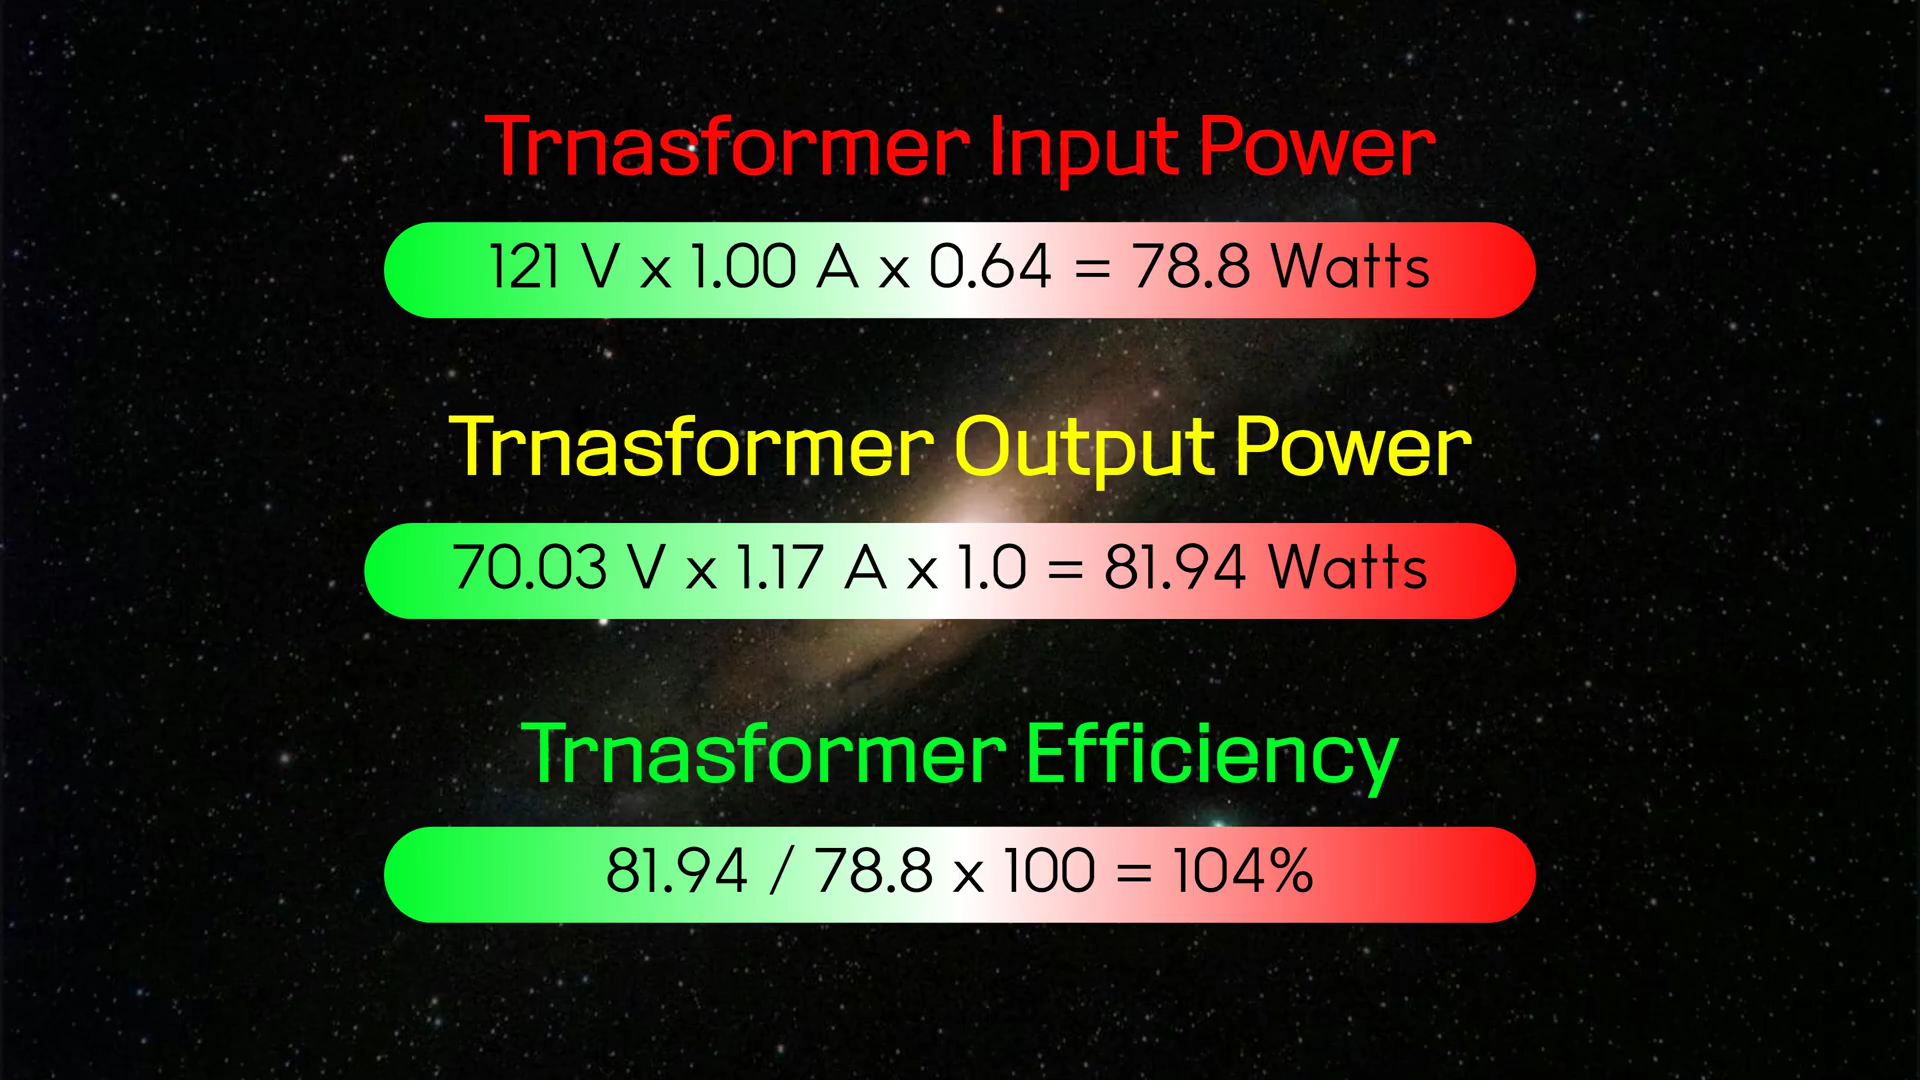 Trnasformer Input Power
121 V x 1.00 A x 0.64 = 78.8 Watts
Trnasformer Output Power
70.03 V x 1.17 A x 1.0 = 81.94 Watts
Trnasformer Efficiency
81.94 / 78.8 x 100 = 104%